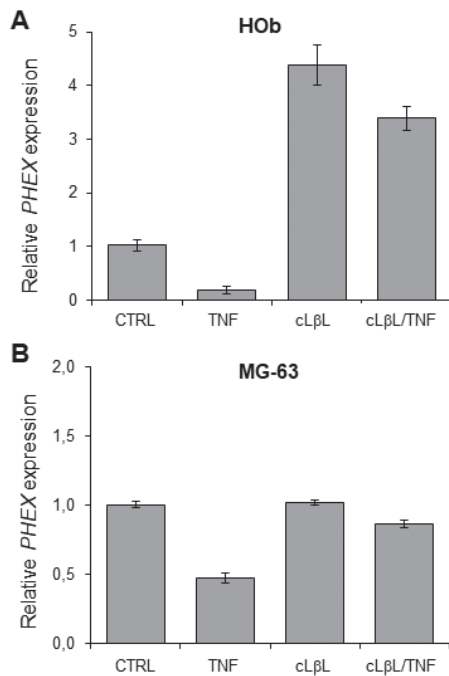 A
HOb
Relative PHEX expression
5
4
3
2
1
0
CTRL TNF cLβL cLβL/TNF
B
MG-63
Relative PHEX expression
2,0
1,5
1,0
0,5
0,0
CTRL TNF cLβL cLβL/TNF